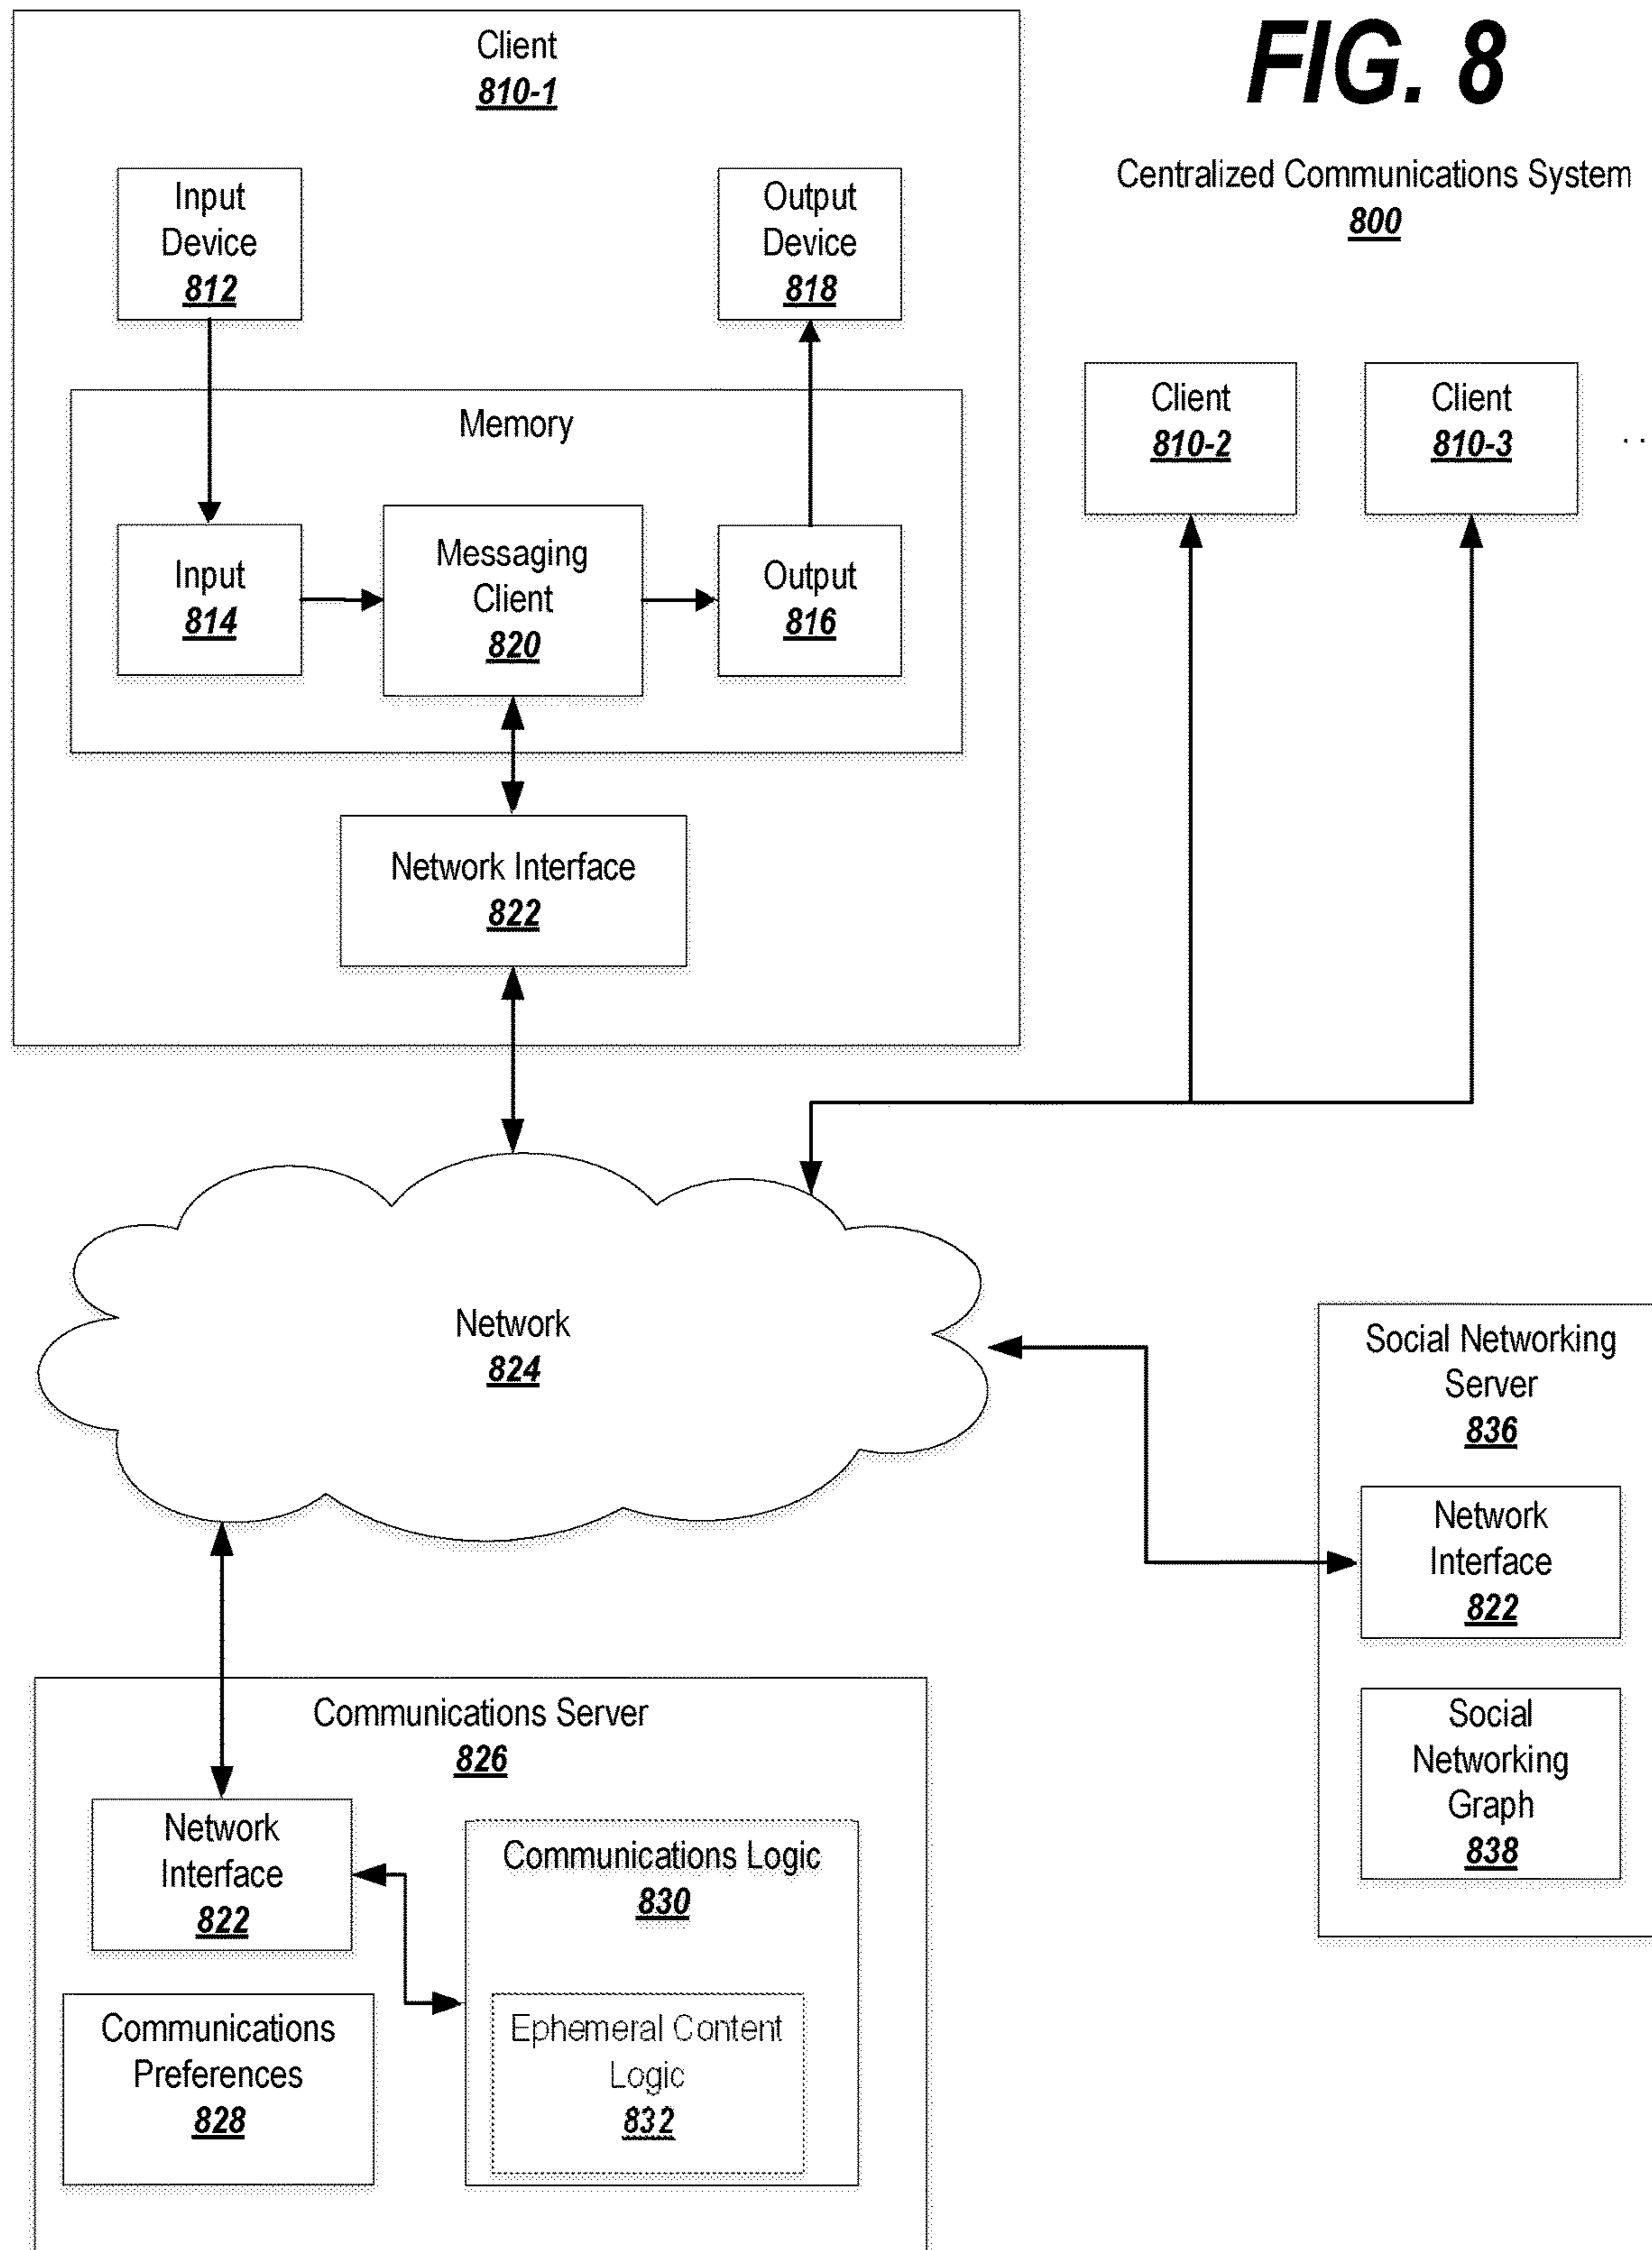 FIG. 8
Centralized Communications System
800
Client
810-1
Input
Device
812
Output
Device
818
Memory
Input
814
Messaging
Client
820
Output
816
Network Interface
822
Client
810-2
Client
810-3
. .
Network
824
Social Networking
Server
836
Network
Interface
822
Social
Networking
Graph
838
Communications Server
826
Network
Interface
822
Communications Logic
830
Ephemeral Content
Logic
832
Communications
Preferences
828